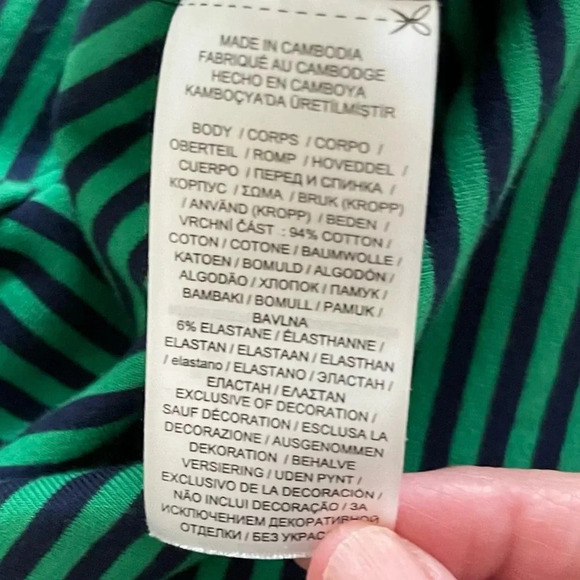 MADE IN CAMBODIA
FABRIQUÉ AU CAMBODGE
HECHO EN CAMBOYA
KAMBOÇYA'DA ÜRETİLMİŞTİR
BODY / CORPS / CORPO /
OBERTEIL / ROMP / HOVEDDEL /
CUERPO / ПЕРЕД И СПИНКА /
КОРПУС / ΣΩΜΑ / BRUK (KROPP)
/ ANVÄND (KROPP) / BEDEN /
VRCHNÍ ČÁST : 94% COTTON /
COTON / COTONE / BAUMWOLLE /
KATOEN / BOMULD / ALGODÓN /
ALGODÃO / ХЛОПОК / ПАМУК /
BAMBAKI / BOMULL / PAMUK /
BAVLNA
6% ELASTANE / ÉLASTHANNE /
ELASTAN / ELASTAAN / ELASTHAN
/ elastano / ELASTANO / ЭЛАСТАН /
ЕЛАСТАН / ΕΛΑΣΤΑΝ
EXCLUSIVE OF DECORATION /
SAUF DÉCORATION / ESCLUSA LA
DECORAZIONE / AUSGENOMMEN
DEKORATION / BEHALVE
VERSIERING / UDEN PYNT /
EXCLUSIVO DE LA DECORACIÓN /
NÃO INCLUI DECORAÇÃO / ЗА
ИСКЛЮЧЕНИЕМ ДЕКОРАТИВНОЙ
ОТДЕЛКИ / БЕЗ